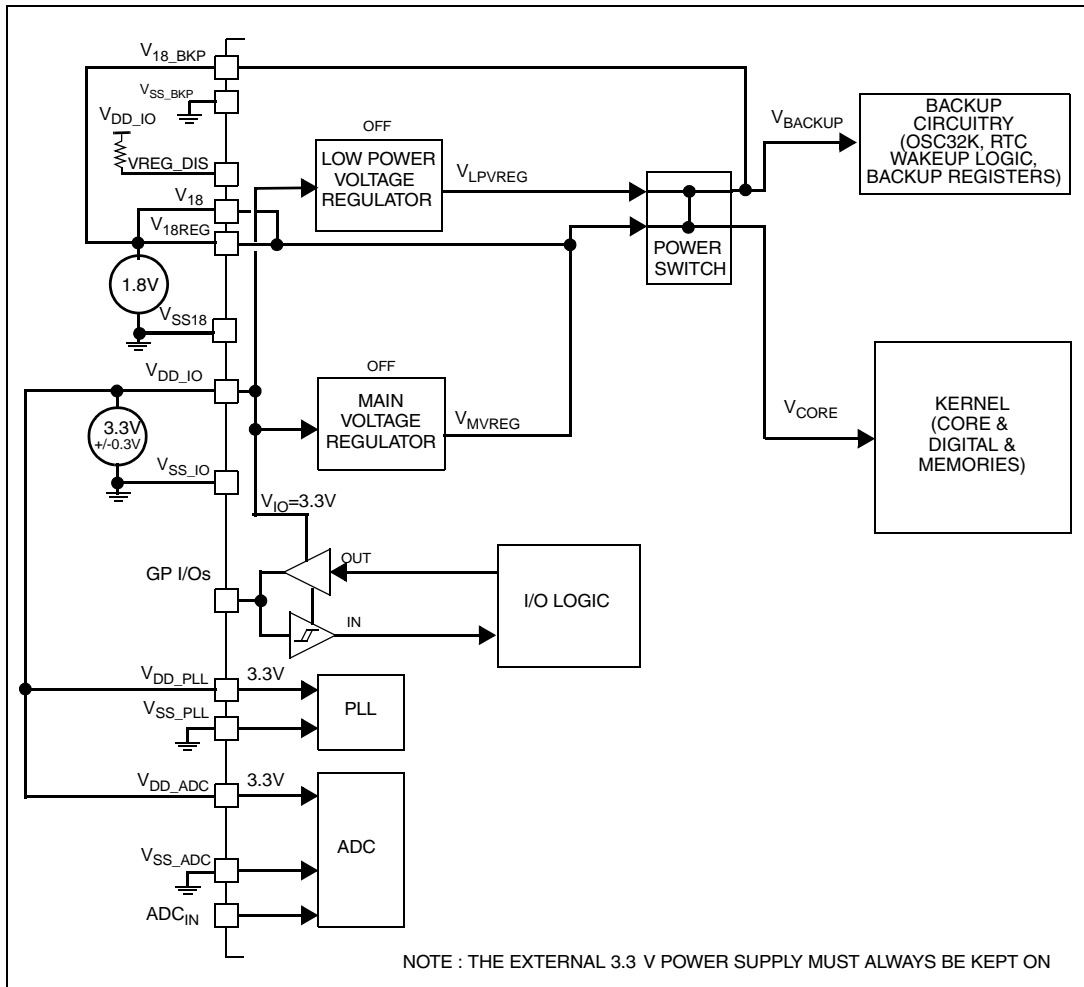 V18_BKP
VSS_BKP
VDD_IO
VREG_DIS
V18
V18REG
1.8V
VSS18
VDD_IO
3.3V
+/-0.3V
VSS_IO
OFF
LOW POWER
VOLTAGE
REGULATOR
VLPVREG
POWER
SWITCH
VBACKUP
BACKUP
CIRCUITRY
(OSC32K, RTC
WAKEUP LOGIC,
BACKUP REGISTERS)
OFF
MAIN
VOLTAGE
REGULATOR
VMVREG
VCORE
KERNEL
(CORE &
DIGITAL &
MEMORIES)
VIO=3.3V
GP I/Os
OUT
IN
I/O LOGIC
VDD_PLL
3.3V
VSS_PLL
PLL
VDD_ADC
3.3V
VSS_ADC
ADCIN
ADC
NOTE : THE EXTERNAL 3.3 V POWER SUPPLY MUST ALWAYS BE KEPT ON